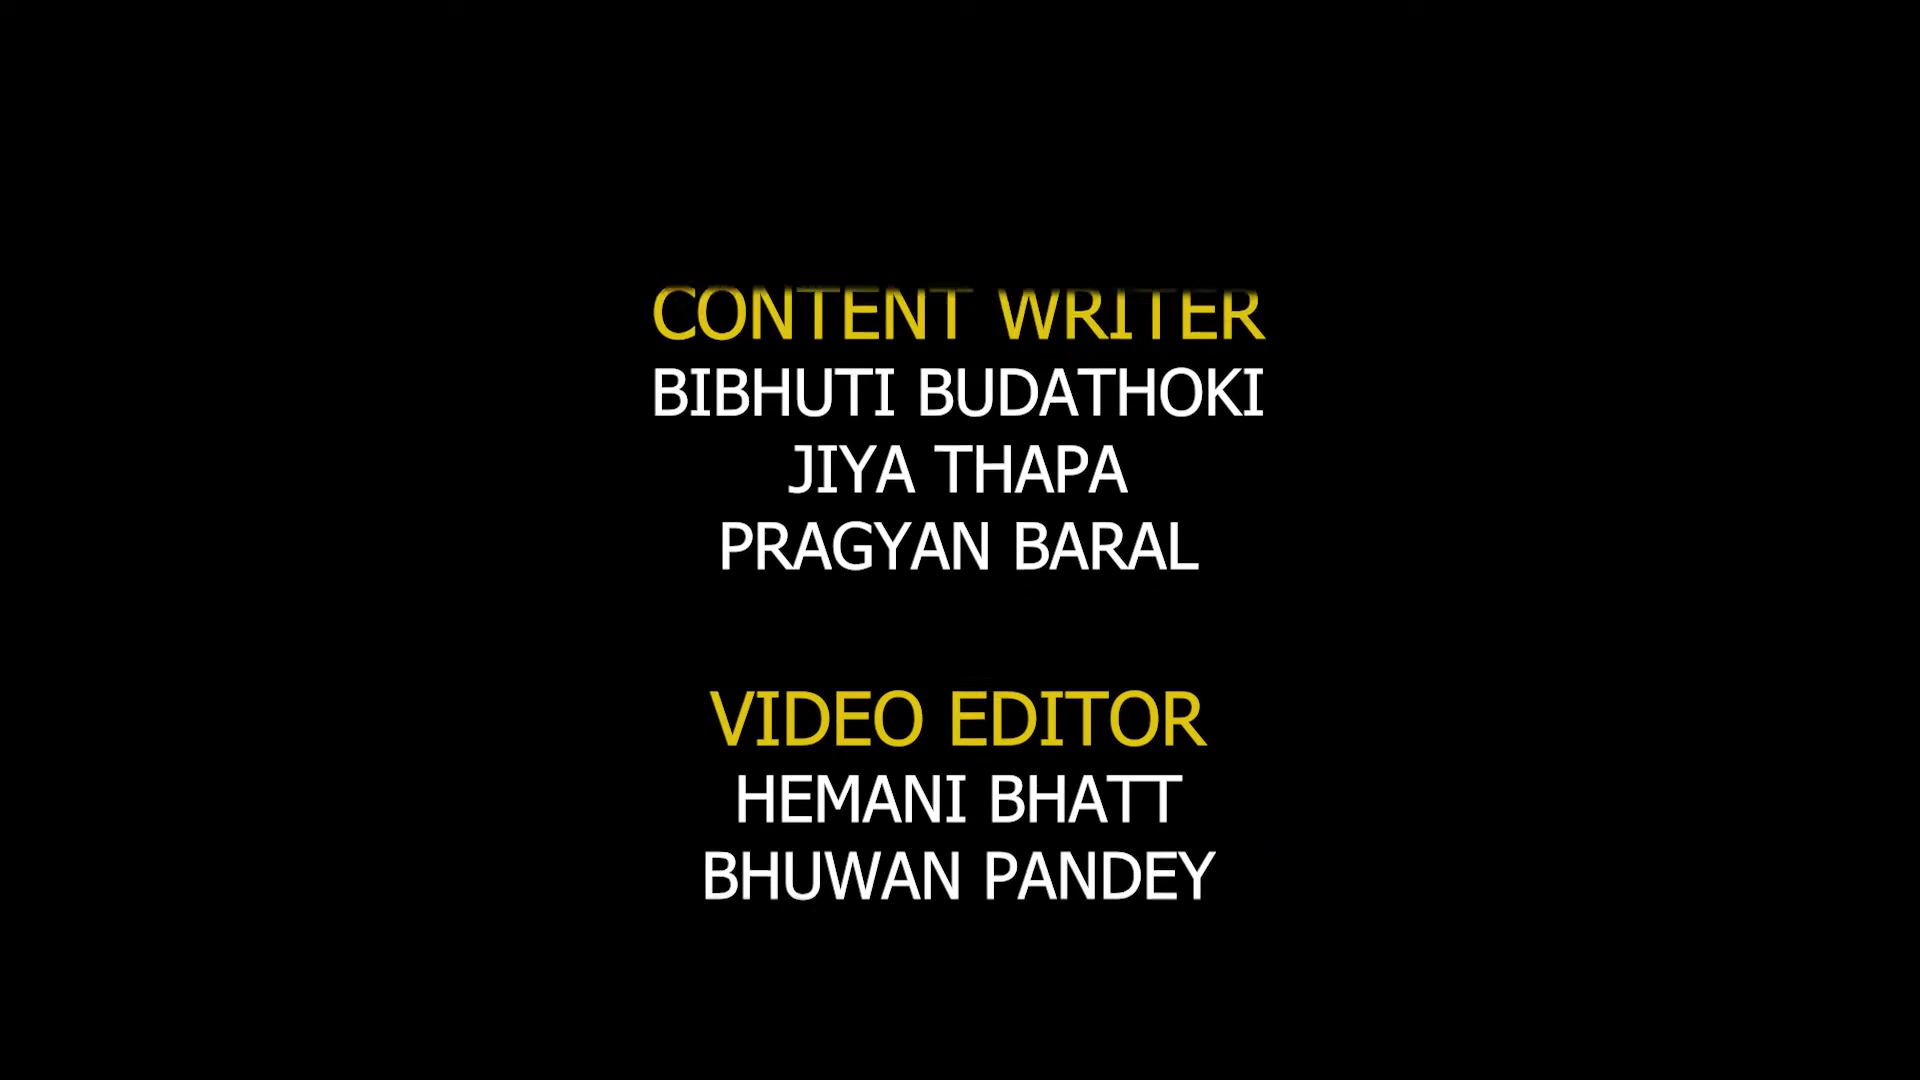 CONTENT WRITER
BIBHUTI BUDATHOKI
JIYA THAPA
PRAGYAN BARAL
VIDEO EDITOR
HEMANI BHATT
BHUWAN PANDEY